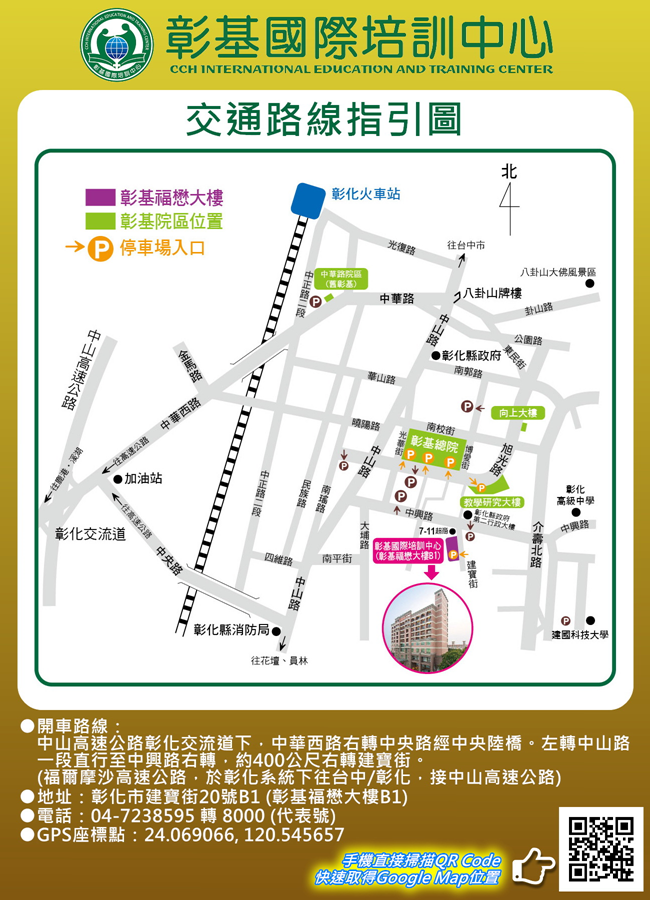 彰基國際培訓中心
CCH INTERNATIONAL EDUCATION AND TRAINING CENTER
交通路線指引圖
北
彰基福懋大樓
彰基院區位置
P 停車場入口
彰化火車站
光復路
往台中市
八卦山大佛風景區
中正路二段
中華路院區
(舊彰基)
P
中華路
八卦山牌樓
卦山路
中山路
公園路
東民街
彰化縣政府
南郭路
中山高速公路
金馬路
華山路
中華西路
P
向上大樓
曉陽路
南校街
光華街
彰基總院
P P P
博愛街
旭光路
中山路
P
P
P
P
往高速公路
往鹿港、溪湖
加油站
中正路二段
民族路
南瑤路
教學研究大樓
彰化
高級中學
往高速公路
中興路
彰化縣政府
第二行政大樓
中興路
彰化交流道
大埔路
7-11超商
P
介壽北路
彰基國際培訓中心
(彰基福懋大樓B1)
P
中央路
四維路
南平街
建寶街
中山路
彰化縣消防局
P
建國科技大學
往花壇、員林
●開車路線：
中山高速公路彰化交流道下，中華西路右轉中央路經中央陸橋。左轉中山路
一段直行至中興路右轉，約400公尺右轉建寶街。
(福爾摩沙高速公路，於彰化系統下往台中/彰化，接中山高速公路)
●地址：彰化市建寶街20號B1 (彰基福懋大樓B1)
●電話：04-7238595 轉 8000 (代表號)
●GPS座標點：24.069066, 120.545657
手機直接掃描QR Code
快速取得Google Map位置